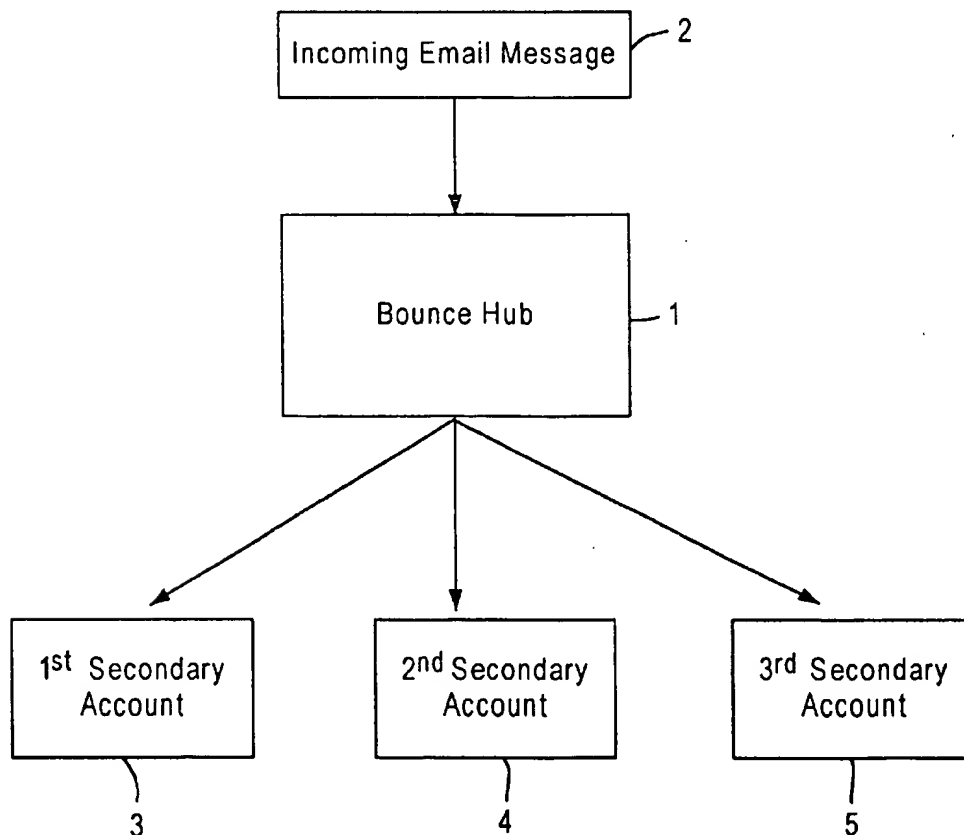 Incoming Email Message
2
Bounce Hub
1
1st Secondary
Account
2nd Secondary
Account
3rd Secondary
Account
3
4
5